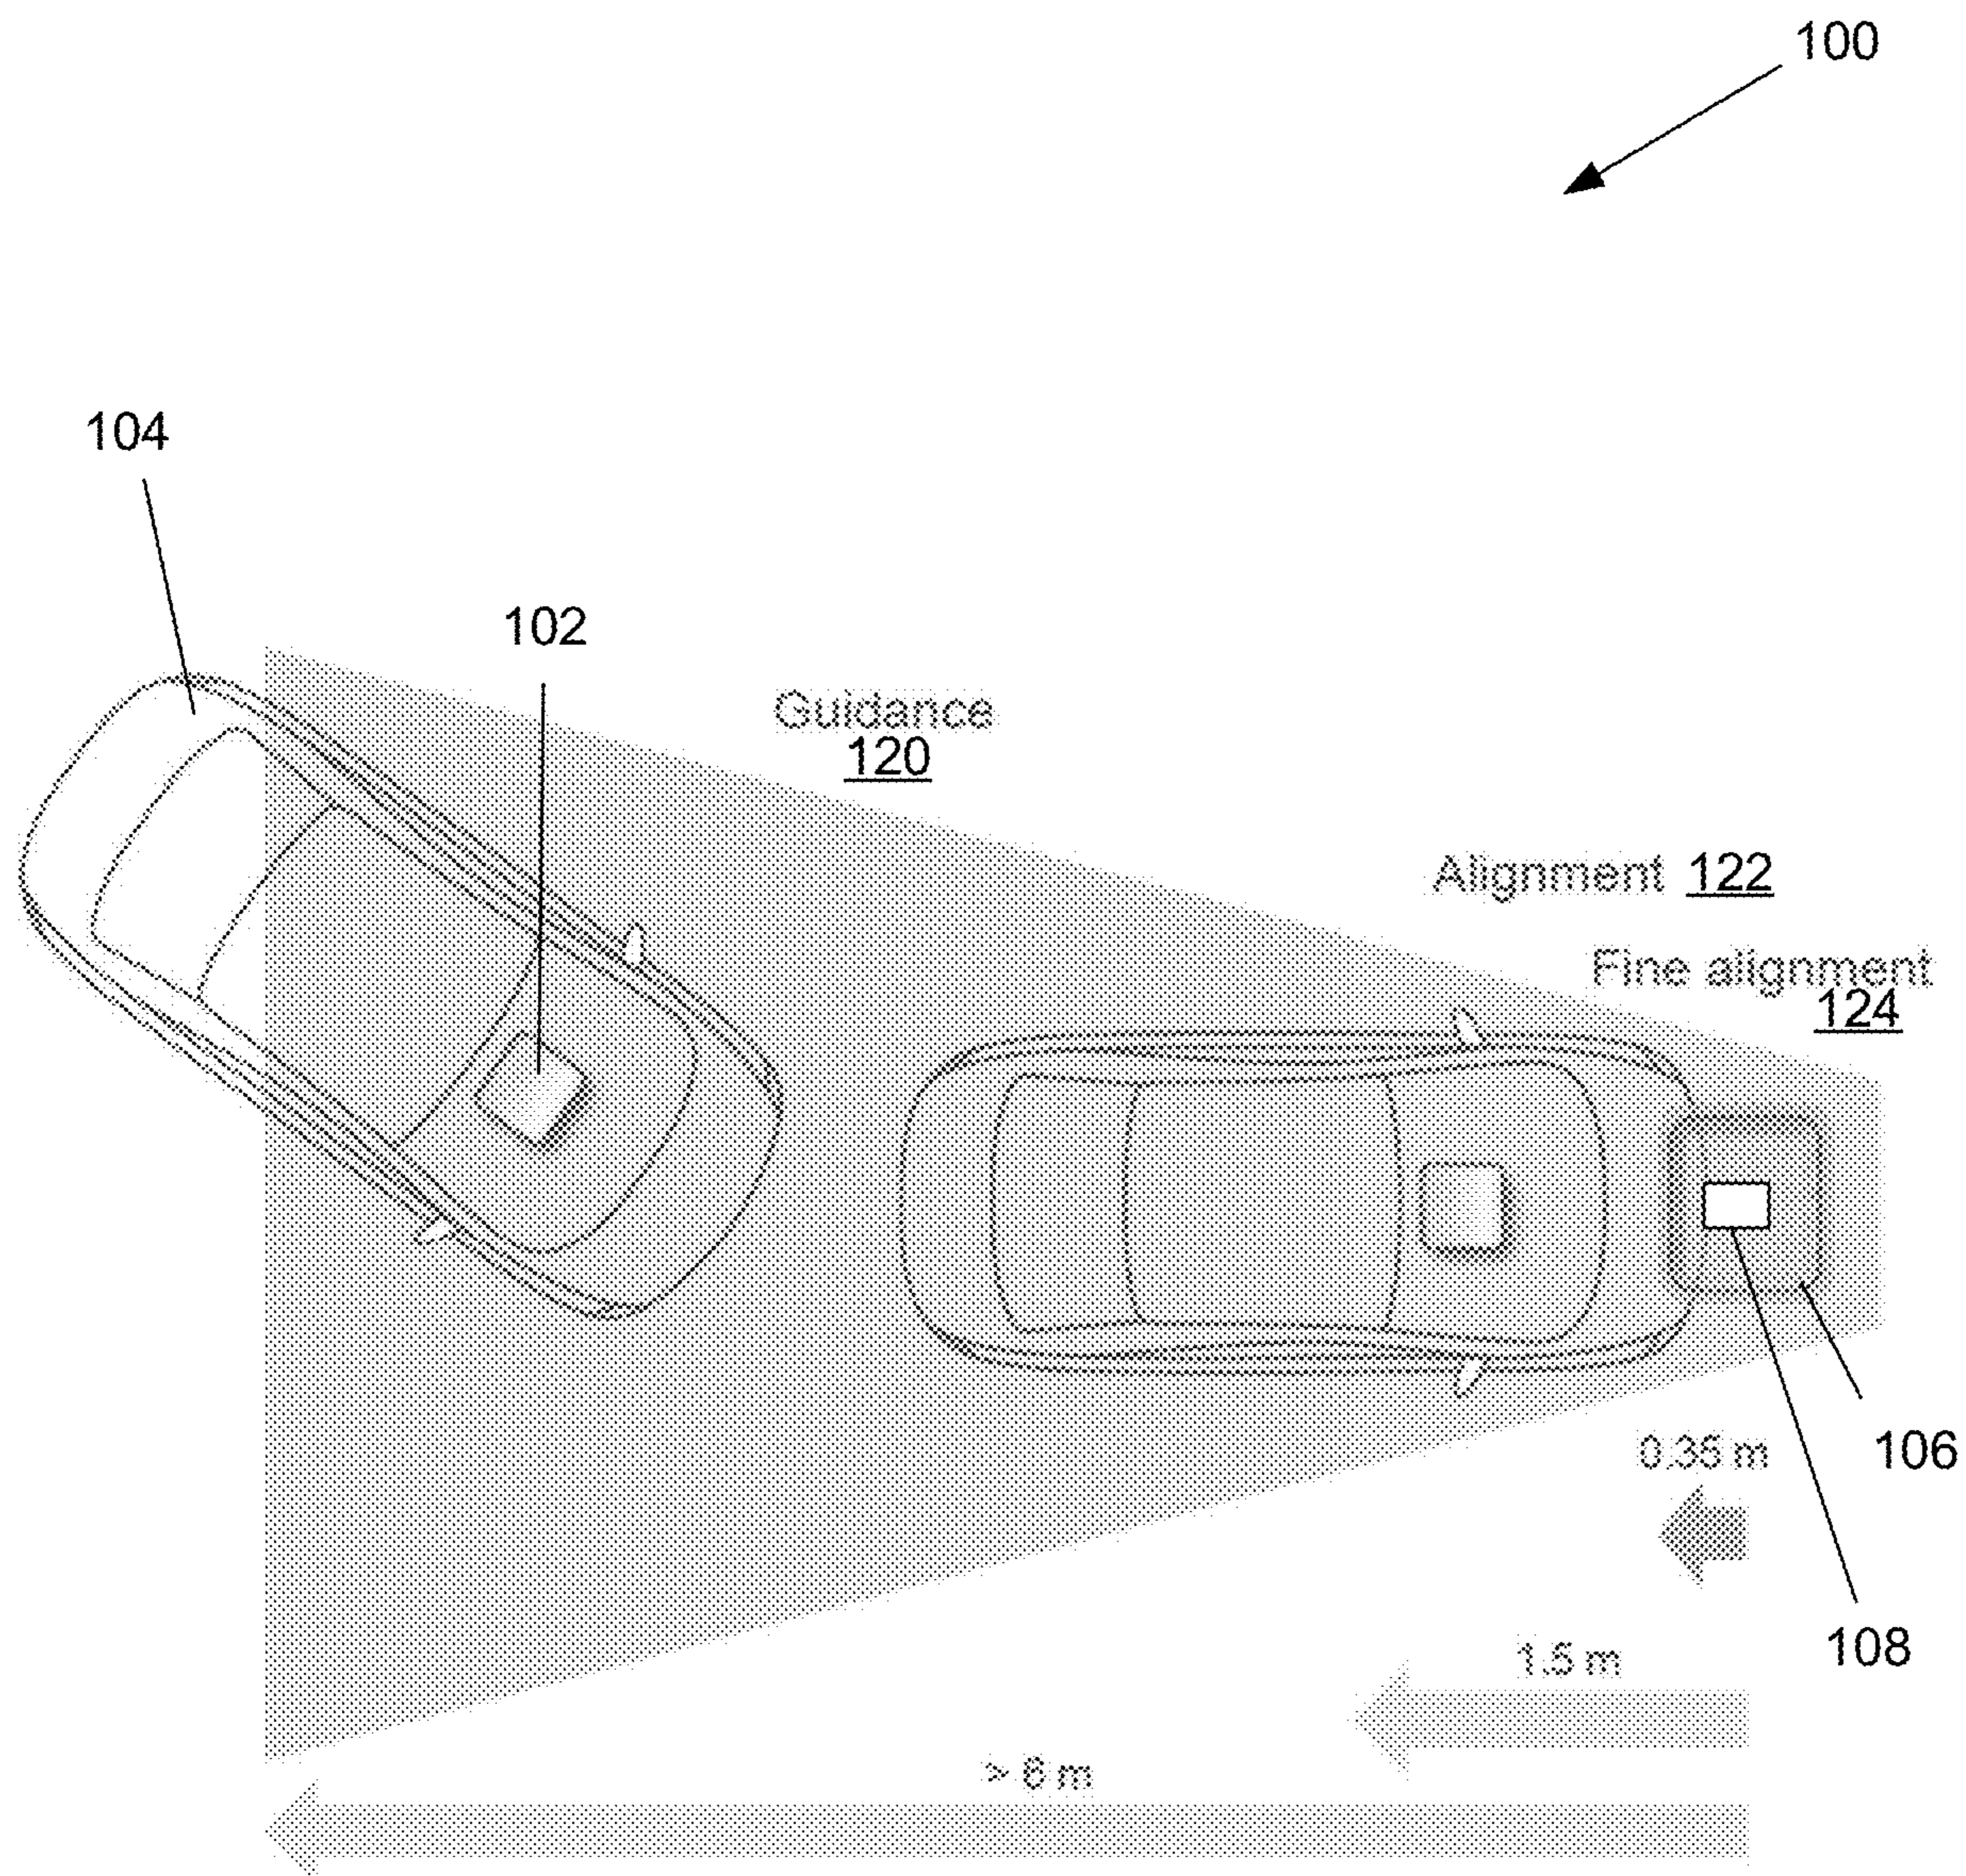 100
104
102
Guidance
120
Alignment 122
Fine alignment
124
106
0.35 m
108
1.5 m
> 6 m